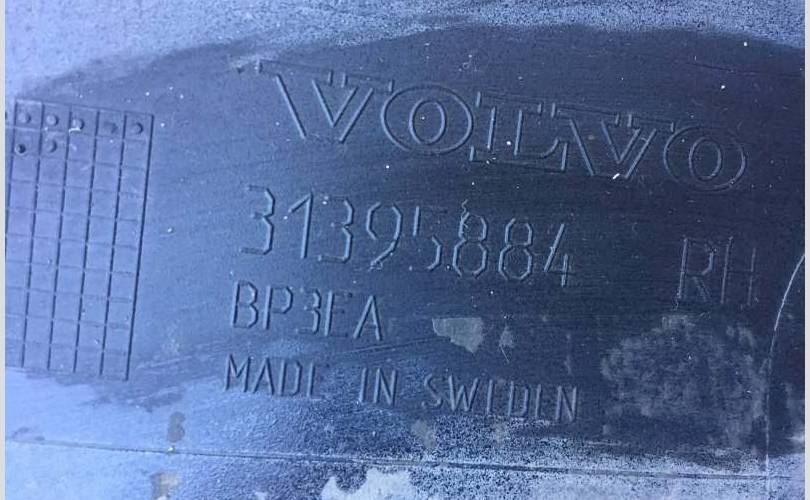 VOLVO
31395884 RH
BP3EA
MADE IN SWEDEN